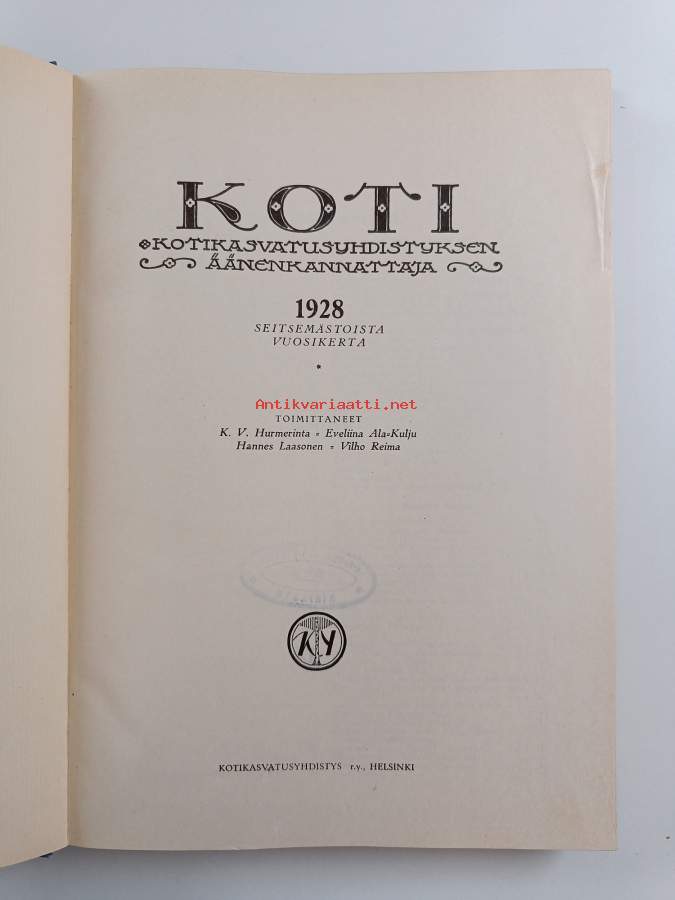 KOTI
KOTIKASVATUSYHDISTYKSEN
ÄÄNENKANNATTAJA
1928
SEITSEMÄSTOISTA
VUOSIKERTA
Antikvariaatti.net
TOIMITTANEET
K. V. Hurmerinta = Eveliina Ala=Kulju
Hannes Laasonen = Vilho Reima
KY
KOTIKASVATUSYHDISTYS r.y., HELSINKI